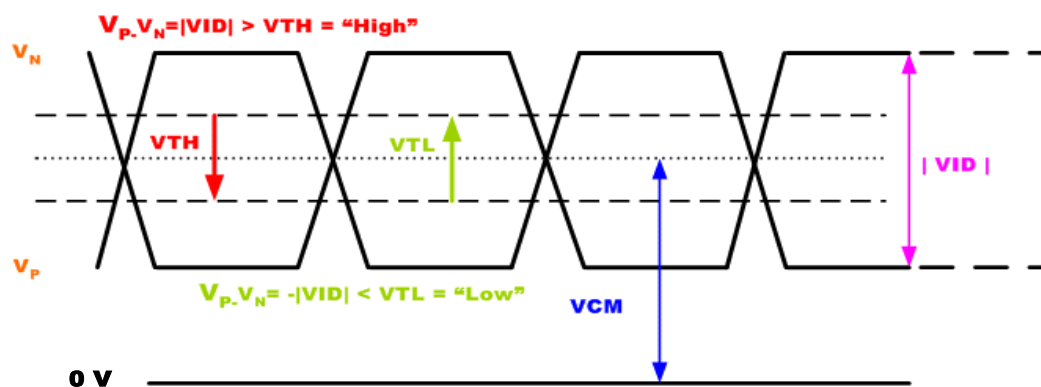 VP-VN=|VID| > VTH = “High”
VN
VTH
VTL
| VID |
VP
VP-VN= -|VID| < VTL = “Low”
VCM
0 V